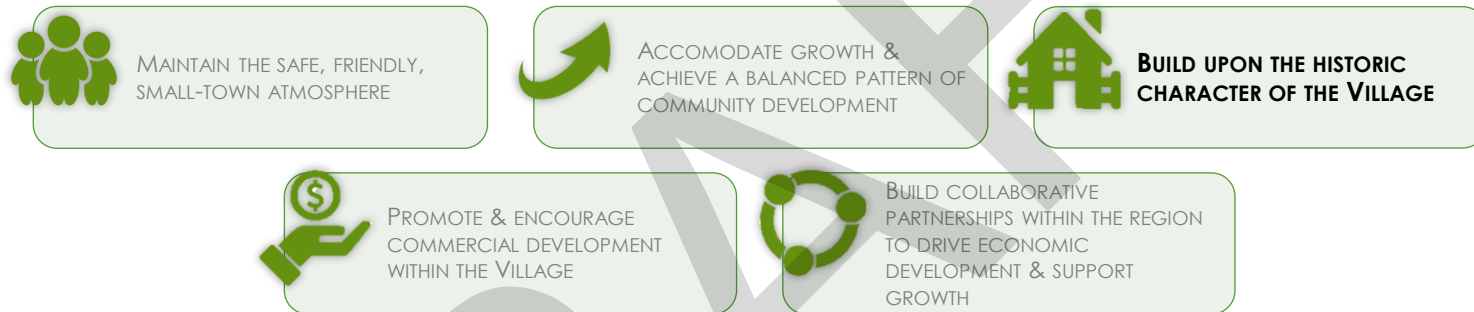 MAINTAIN THE SAFE, FRIENDLY,
SMALL-TOWN ATMOSPHERE
ACCOMODATE GROWTH &
ACHIEVE A BALANCED PATTERN OF
COMMUNITY DEVELOPMENT
BUILD UPON THE HISTORIC
CHARACTER OF THE VILLAGE
$
PROMOTE & ENCOURAGE
COMMERCIAL DEVELOPMENT
WITHIN THE VILLAGE
BUILD COLLABORATIVE
PARTNERSHIPS WITHIN THE REGION
TO DRIVE ECONOMIC
DEVELOPMENT & SUPPORT
GROWTH